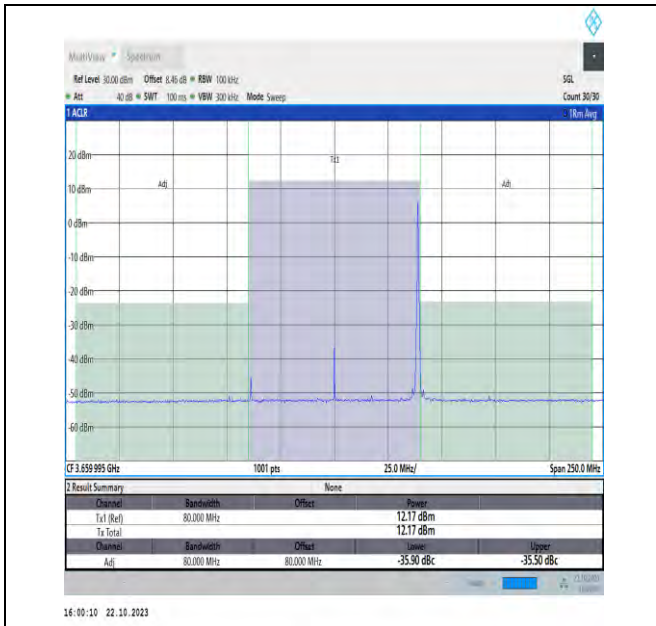 MultiView Spectrum
Ref Level 30.00 dBm Offset 8.46 dB RBW 100 kHz SGL
Att 40 dB SWT 100 ms VBW 300 kHz Mode Sweep Count 30/30
1 ACLR 1Rm Avg
Tx1
20 dBm
Adj Adj
10 dBm
0 dBm
-10 dBm
-20 dBm
-30 dBm
-40 dBm
-50 dBm
-60 dBm
CF 3.659 995 GHz 1001 pts 25.0 MHz/ Span 250.0 MHz
2 Result Summary None
Channel Bandwidth Offset Power
Tx1 (Ref) 80.000 MHz 12.17 dBm
Tx Total 12.17 dBm
Channel Bandwidth Offset Lower Upper
Adj 80.000 MHz 80.000 MHz -35.90 dBc -35.50 dBc
16:00:10 22.10.2023